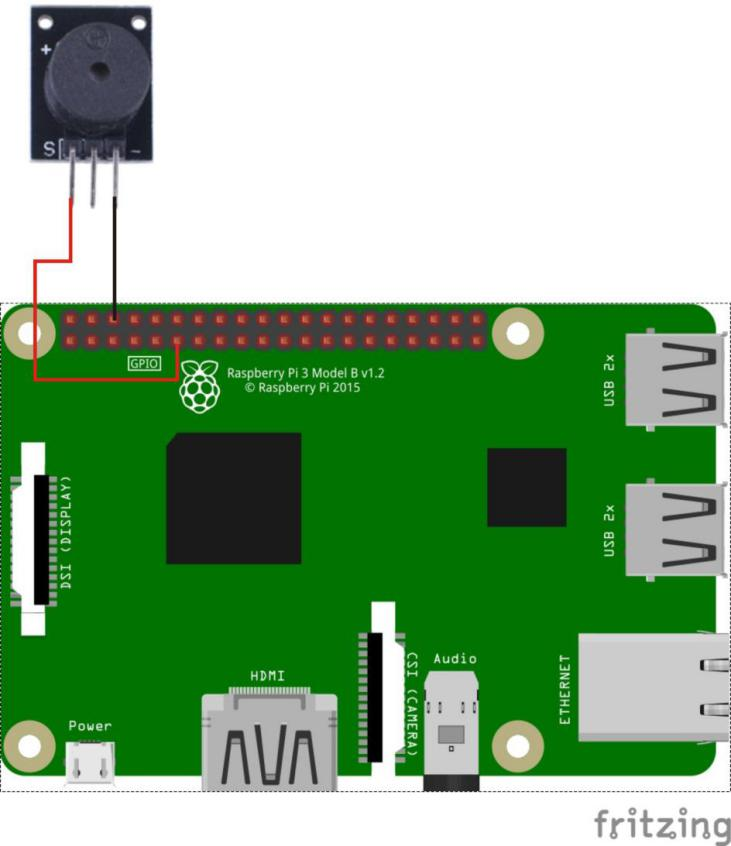 +
S
-
GPIO
Raspberry Pi 3 Model B v1.2
© Raspberry Pi 2015
USB 2x
USB 2x
DSI (DISPLAY)
CSI (CAMERA)
Audio
ETHERNET
HDMI
Power
fritzing